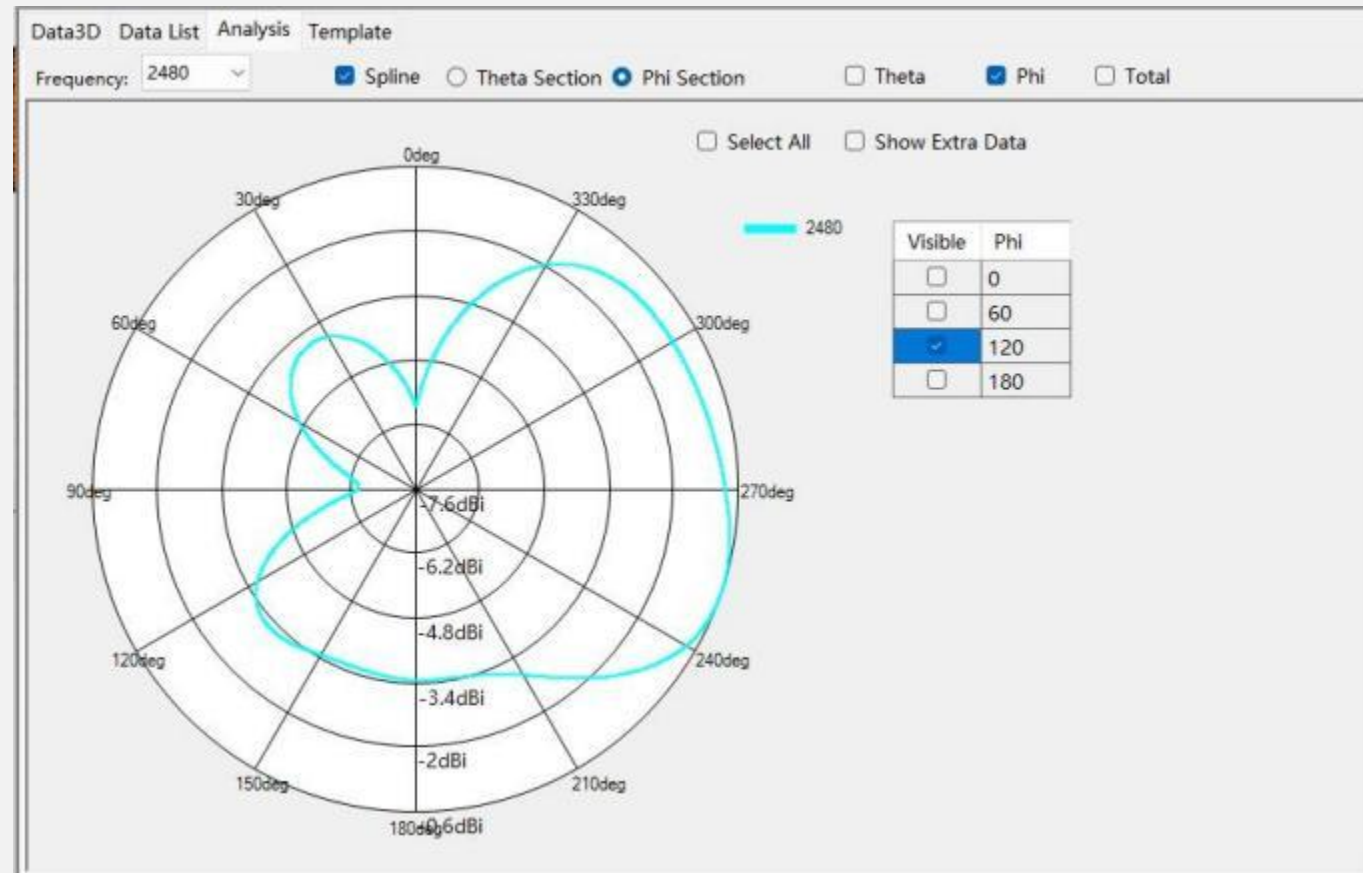 Data3D Data List Analysis Template
Frequency: 2480 Spline Theta Section Phi Section Theta Phi Total
Select All Show Extra Data
0deg
30deg 330deg
2480
Visible Phi
0
60
60deg 300deg
120
180
90deg 270deg
-7.6dBi
-6.2dBi
-4.8dBi
120deg 240deg
-3.4dBi
-2dBi
150deg 210deg
180deg -0.6dBi